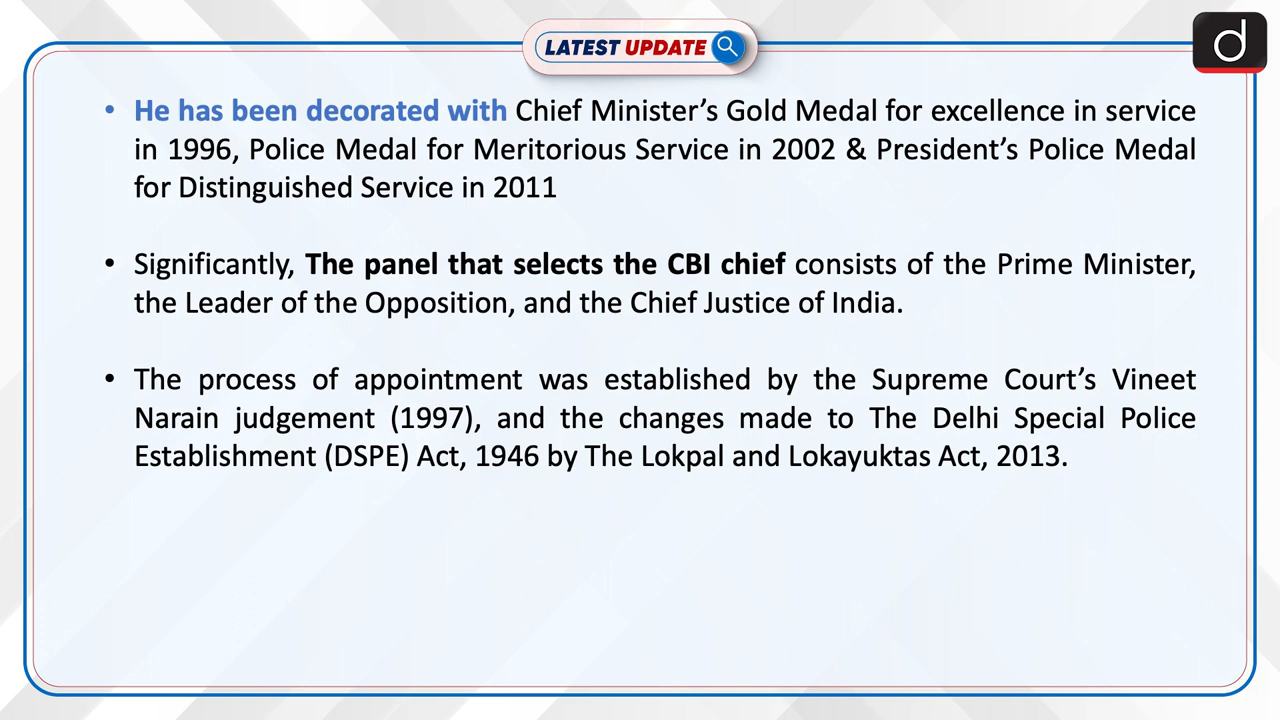 LATEST UPDATE
d
• He has been decorated with Chief Minister’s Gold Medal for excellence in service
in 1996, Police Medal for Meritorious Service in 2002 & President’s Police Medal
for Distinguished Service in 2011
• Significantly, The panel that selects the CBI chief consists of the Prime Minister,
the Leader of the Opposition, and the Chief Justice of India.
• The process of appointment was established by the Supreme Court’s Vineet
Narain judgement (1997), and the changes made to The Delhi Special Police
Establishment (DSPE) Act, 1946 by The Lokpal and Lokayuktas Act, 2013.